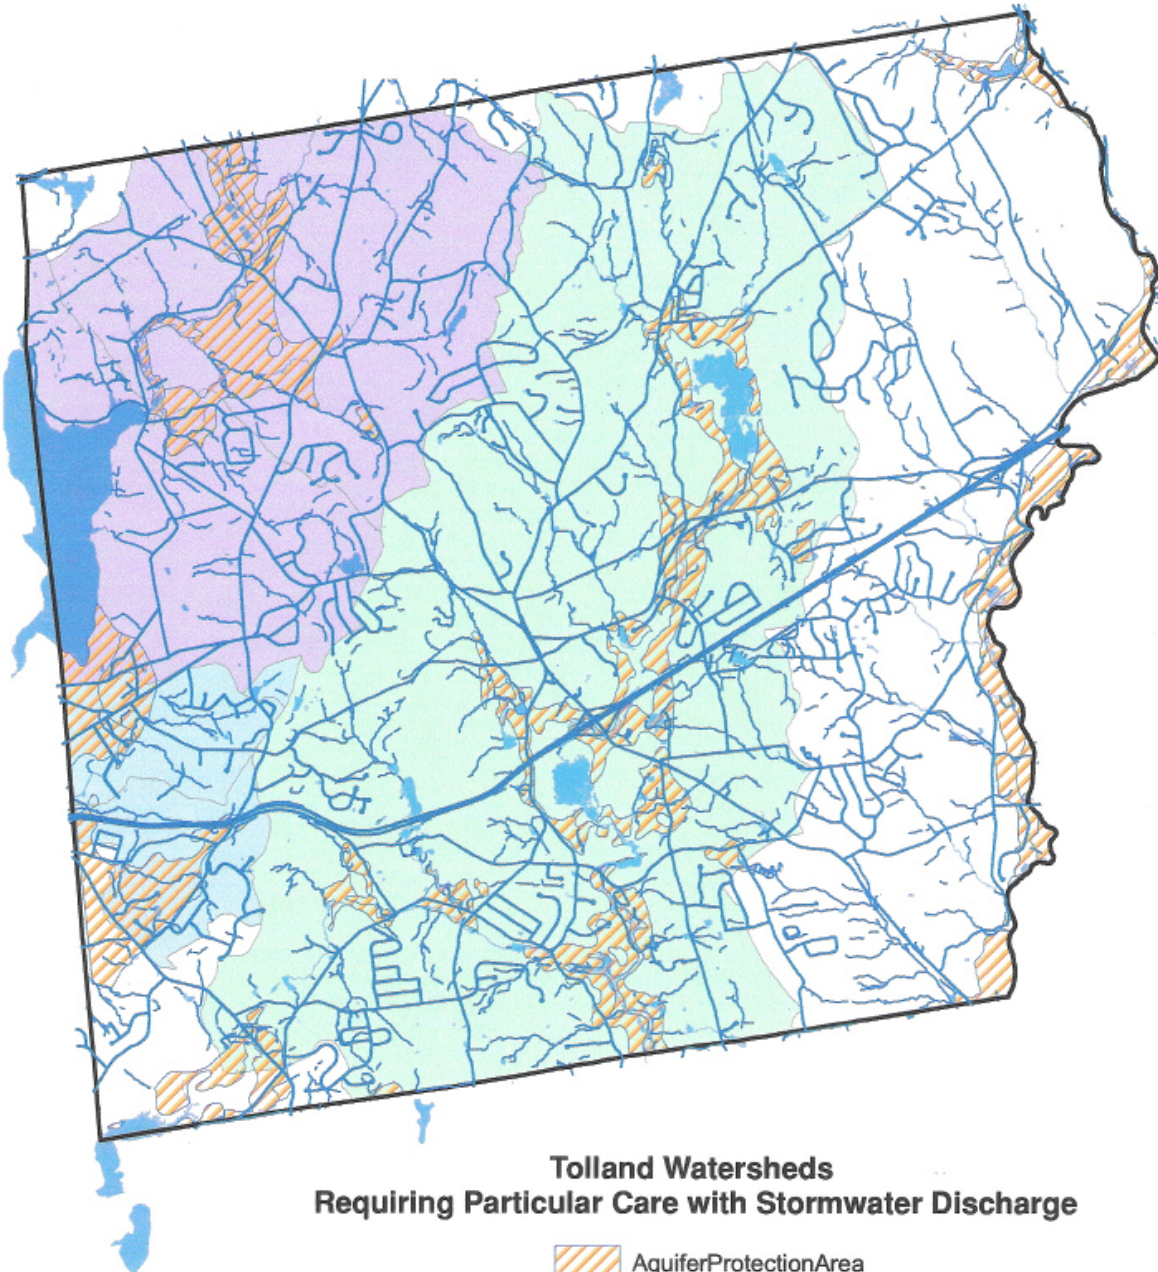 Tolland Watersheds
Requiring Particular Care with Stormwater Discharge
AquiferProtectionArea